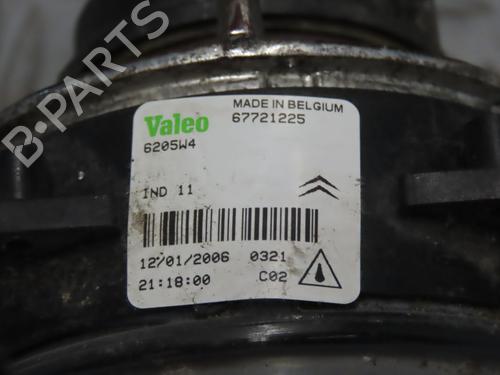 B-PARTS
MADE IN BELGIUM
Valeo 67721225
6205W4
IND 11
12/01/2006 0321
21:18:00 C02